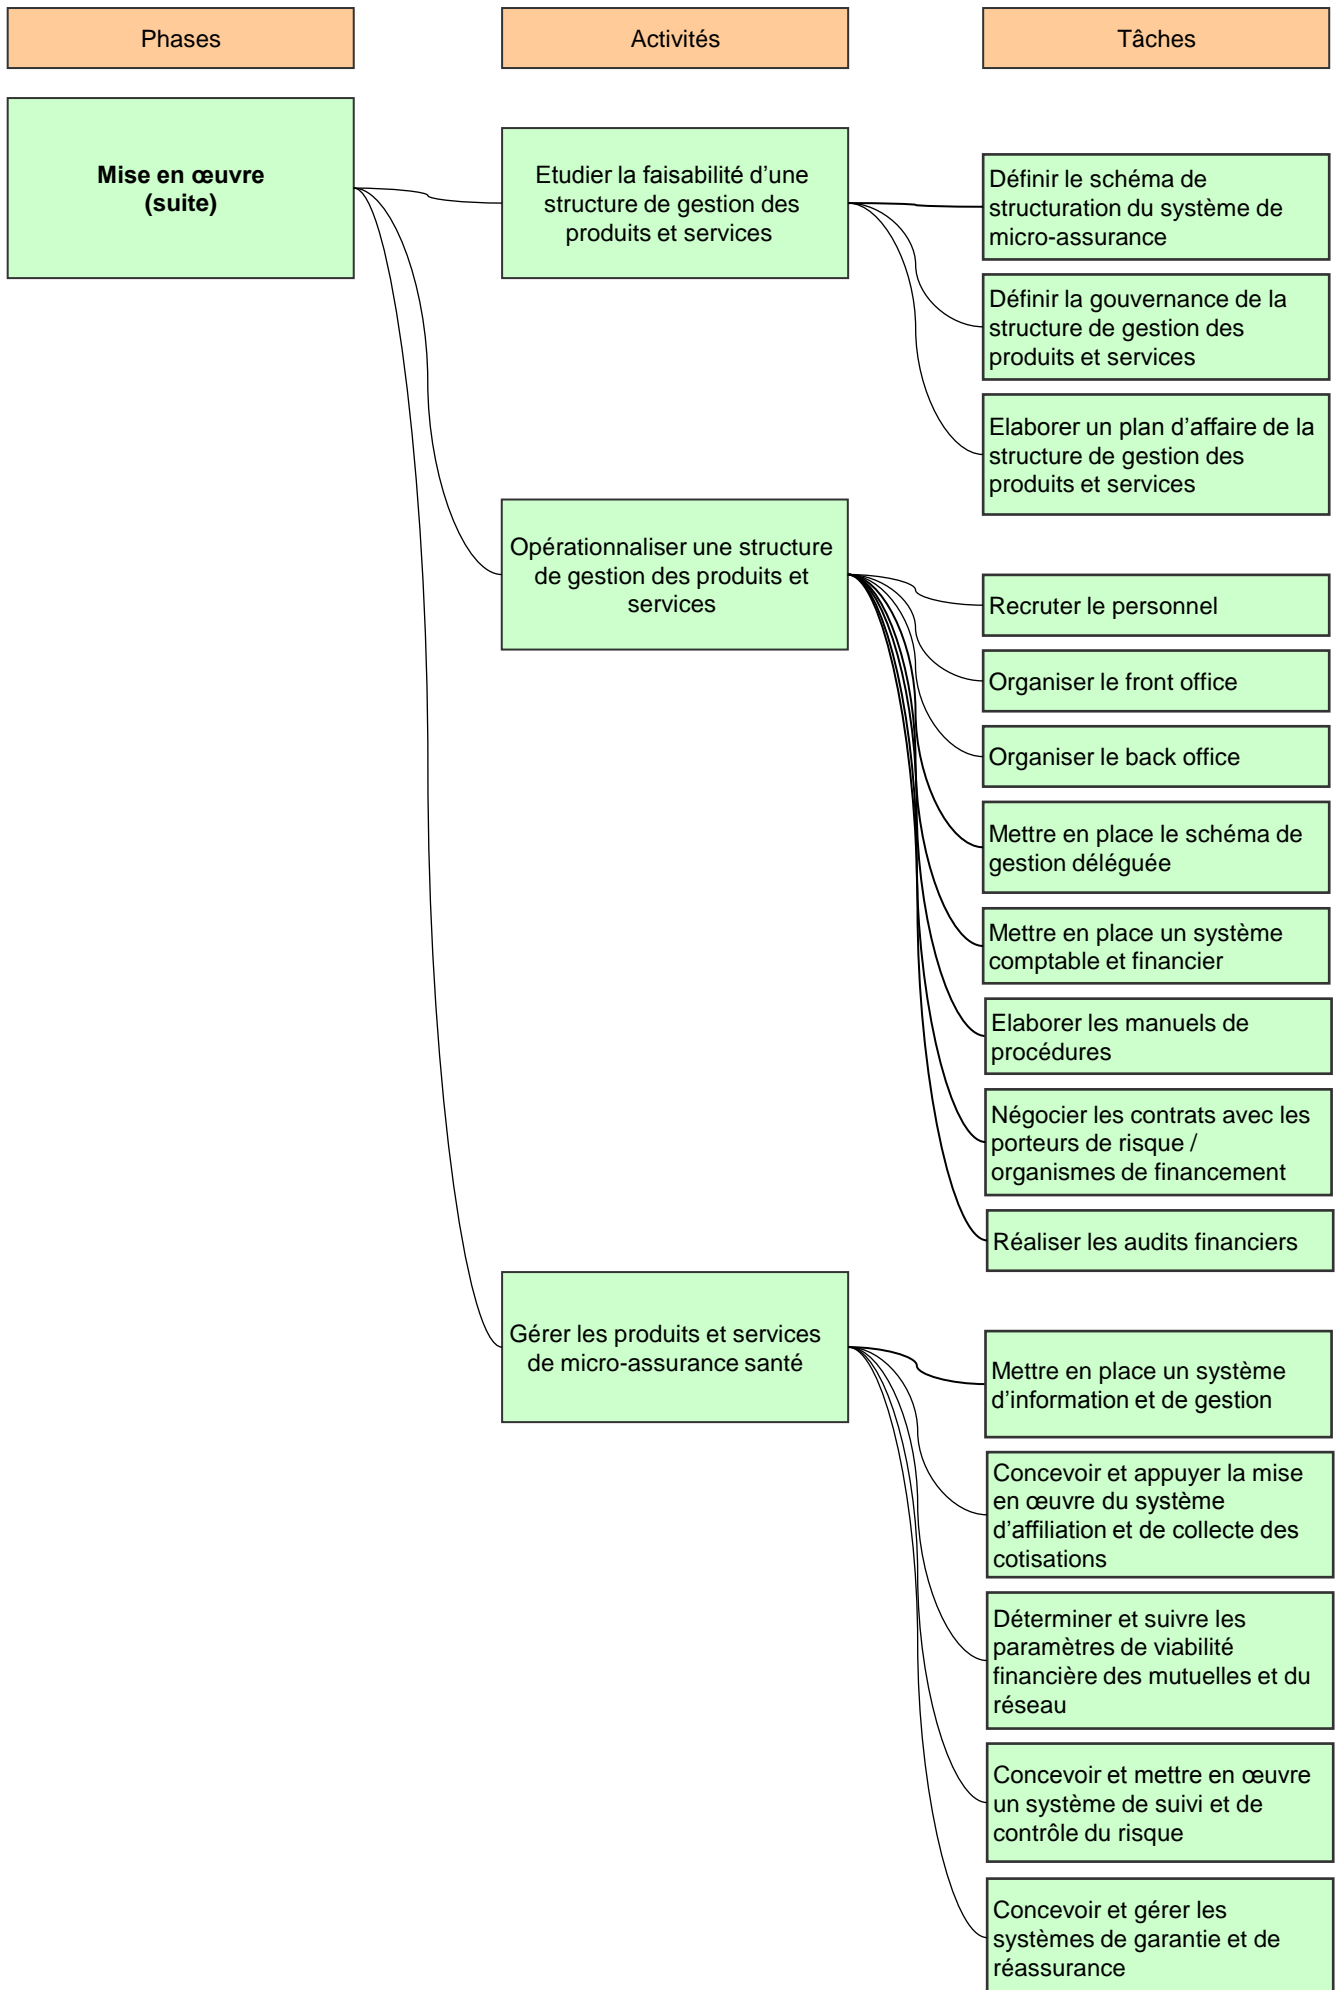 Phases
Activités
Tâches
Mise en œuvre
(suite)
Etudier la faisabilité d’une
structure de gestion des
produits et services
Définir le schéma de
structuration du système de
micro-assurance
Définir la gouvernance de la
structure de gestion des
produits et services
Elaborer un plan d’affaire de la
structure de gestion des
produits et services
Opérationnaliser une structure
de gestion des produits et
services
Recruter le personnel
Organiser le front office
Organiser le back office
Mettre en place le schéma de
gestion déléguée
Mettre en place un système
comptable et financier
Elaborer les manuels de
procédures
Négocier les contrats avec les
porteurs de risque /
organismes de financement
Réaliser les audits financiers
Gérer les produits et services
de micro-assurance santé
Mettre en place un système
d’information et de gestion
Concevoir et appuyer la mise
en œuvre du système
d’affiliation et de collecte des
cotisations
Déterminer et suivre les
paramètres de viabilité
financière des mutuelles et du
réseau
Concevoir et mettre en œuvre
un système de suivi et de
contrôle du risque
Concevoir et gérer les
systèmes de garantie et de
réassurance